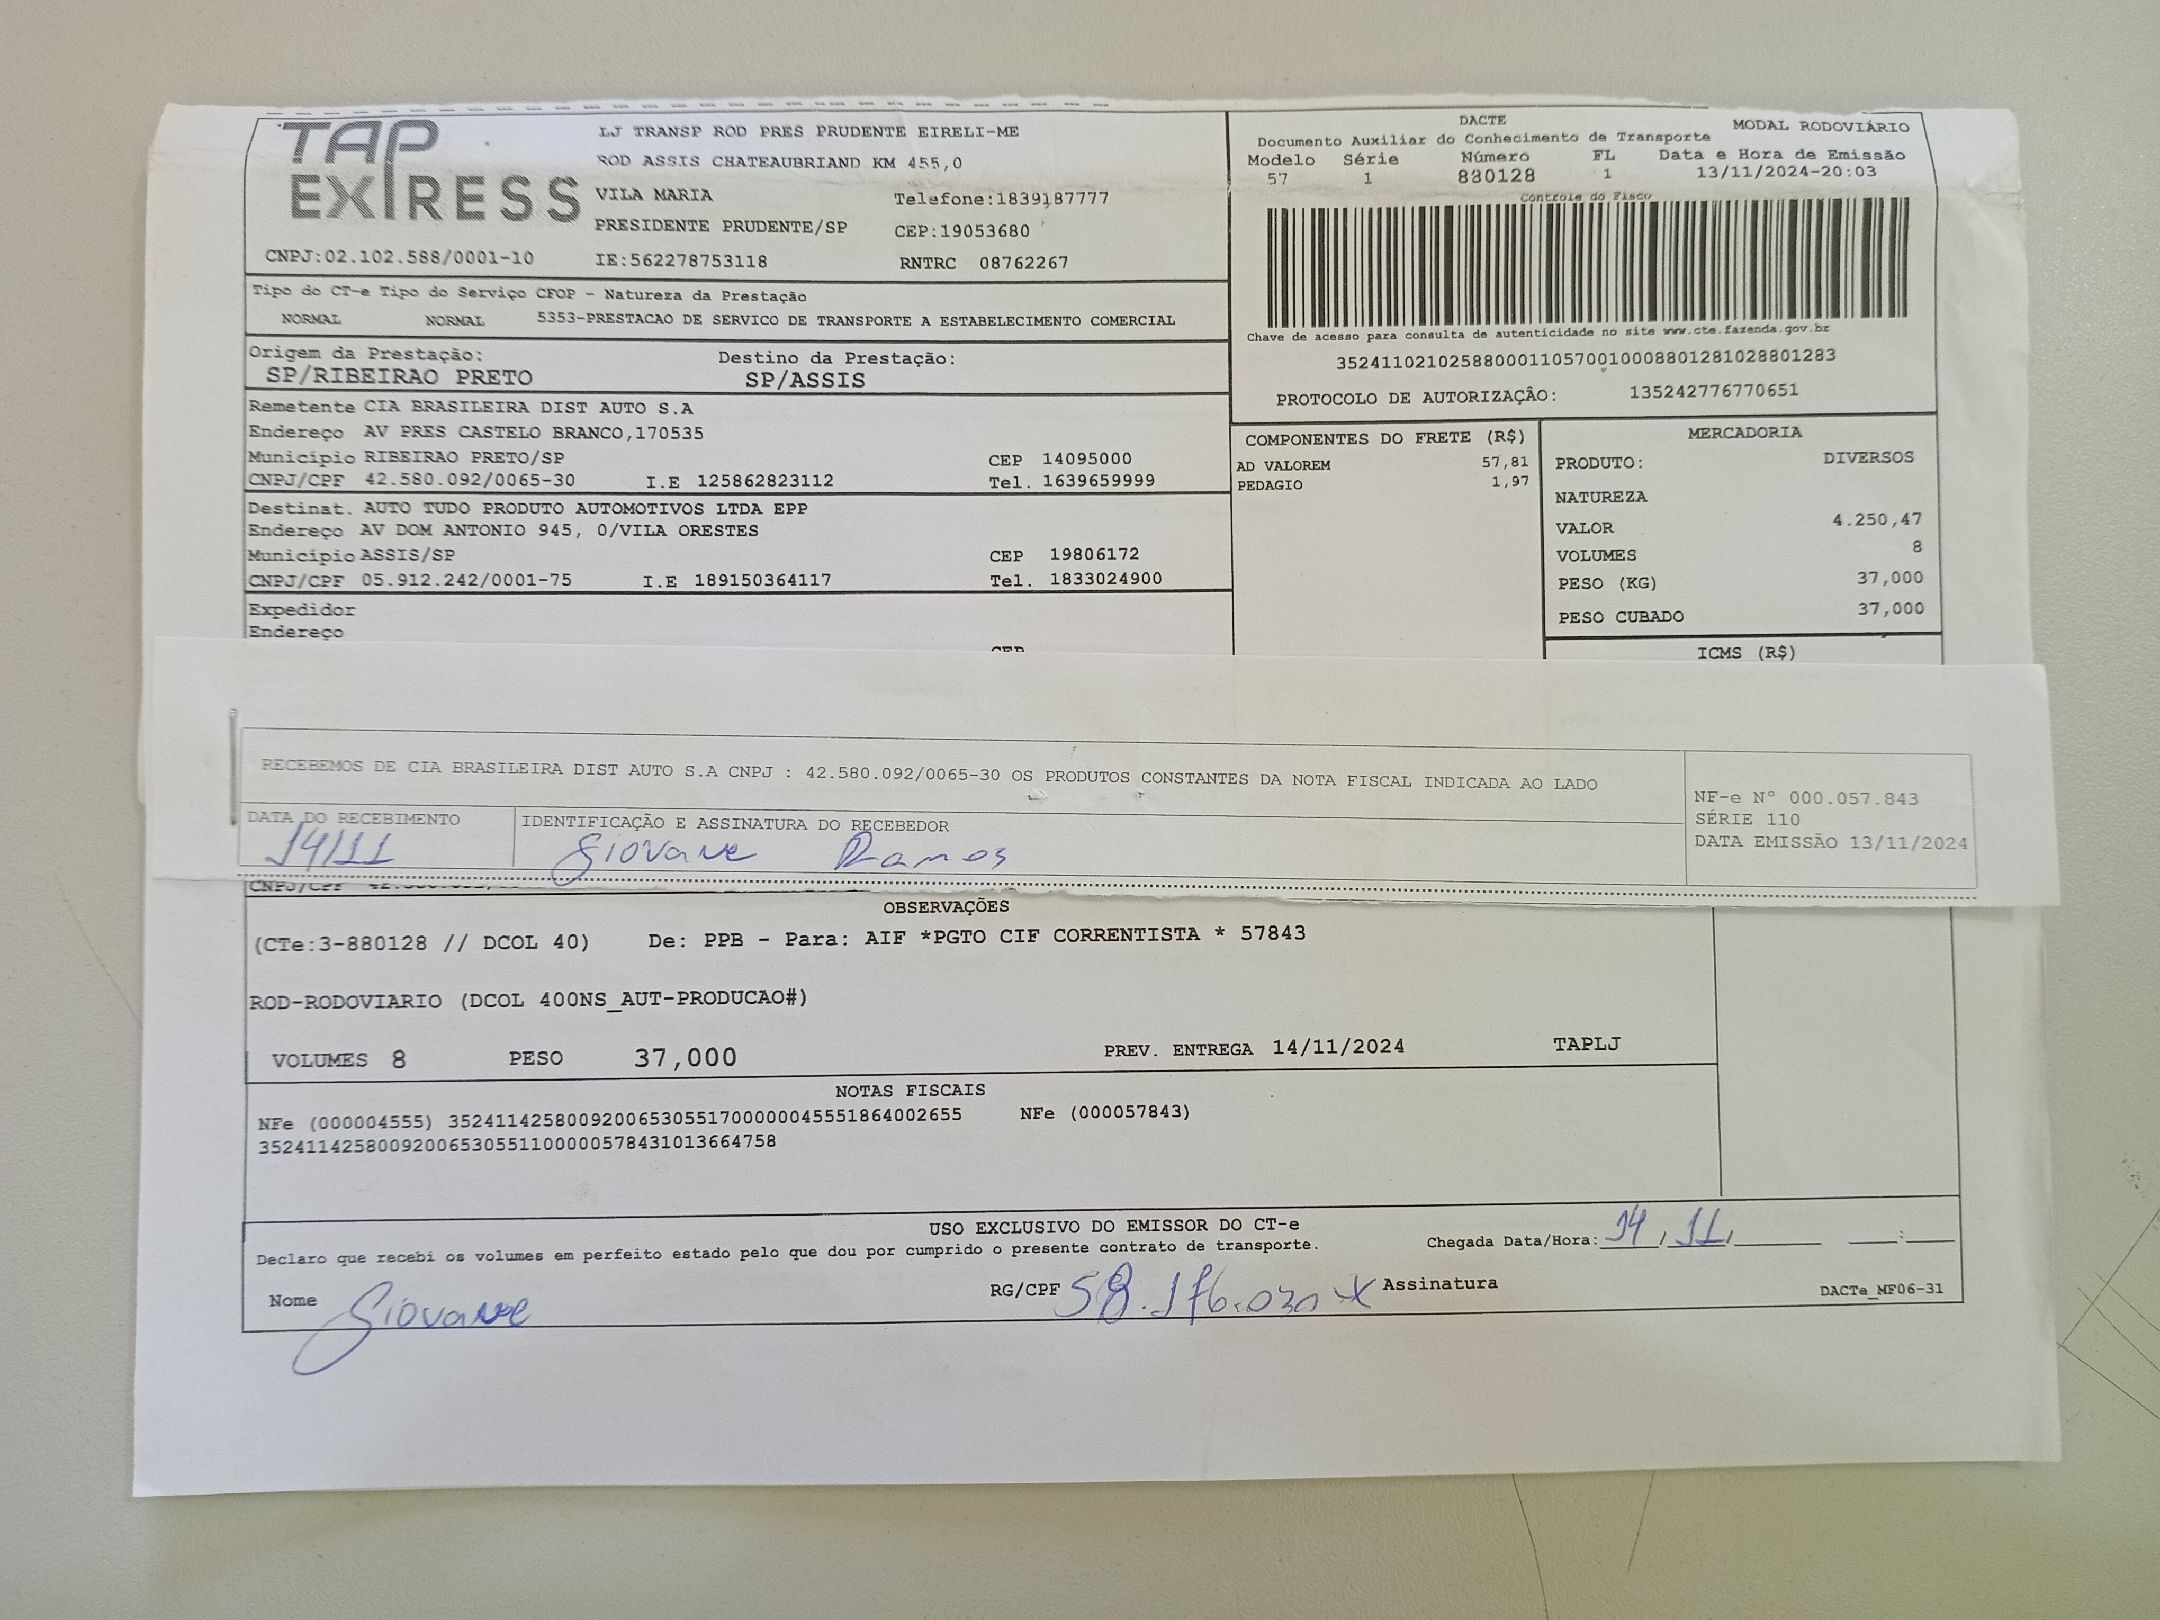 TAP EXPRESS
LJ TRANSP ROD PRES PRUDENTE EIRELI-ME
ROD ASSIS CHATEAUBRIAND KM 455,0
VILA MARIA Telefone:1839187777
PRESIDENTE PRUDENTE/SP CEP:19053680
CNPJ:02.102.588/0001-10 IE:562278753118 RNTRC 08762267
DACTE
Documento Auxiliar do Conhecimento de Transporte MODAL RODOVIÁRIO
Modelo Série Número FL Data e Hora de Emissão
57 1 880128 1 13/11/2024-20:03
Controle do Fisco
Chave de acesso para consulta de autenticidade no site www.cte.fazenda.gov.br
35241102102588000110570010008801281028801283
PROTOCOLO DE AUTORIZAÇÃO: 135242776770651
Tipo do CT-e Tipo do Serviço CFOP - Natureza da Prestação
NORMAL NORMAL 5353-PRESTACAO DE SERVICO DE TRANSPORTE A ESTABELECIMENTO COMERCIAL
Origem da Prestação: Destino da Prestação:
SP/RIBEIRAO PRETO SP/ASSIS
Remetente CIA BRASILEIRA DIST AUTO S.A
Endereço AV PRES CASTELO BRANCO,170535
Município RIBEIRAO PRETO/SP CEP 14095000
CNPJ/CPF 42.580.092/0065-30 I.E 125862823112 Tel. 1639659999
Destinat. AUTO TUDO PRODUTO AUTOMOTIVOS LTDA EPP
Endereço AV DOM ANTONIO 945, 0/VILA ORESTES
Município ASSIS/SP CEP 19806172
CNPJ/CPF 05.912.242/0001-75 I.E 189150364117 Tel. 1833024900
Expedidor
Endereço
CEP
COMPONENTES DO FRETE (R$)
AD VALOREM 57,81
PEDAGIO 1,97
MERCADORIA
PRODUTO: DIVERSOS
NATUREZA
VALOR 4.250,47
VOLUMES 8
PESO (KG) 37,000
PESO CUBADO 37,000
ICMS (R$)
RECEBEMOS DE CIA BRASILEIRA DIST AUTO S.A CNPJ : 42.580.092/0065-30 OS PRODUTOS CONSTANTES DA NOTA FISCAL INDICADA AO LADO
DATA DO RECEBIMENTO IDENTIFICAÇÃO E ASSINATURA DO RECEBEDOR
14/11 Giovane Ramos
NF-e N° 000.057.843
SÉRIE 110
DATA EMISSÃO 13/11/2024
CNPJ/CPF
OBSERVAÇÕES
(CTe:3-880128 // DCOL 40) De: PPB - Para: AIF *PGTO CIF CORRENTISTA * 57843
ROD-RODOVIARIO (DCOL 400NS_AUT-PRODUCAO#)
VOLUMES 8 PESO 37,000 PREV. ENTREGA 14/11/2024 TAPLJ
NOTAS FISCAIS
NFe (000004555) 35241142580092006530551700000045551864002655 NFe (000057843)
35241142580092006530551100000578431013664758
USO EXCLUSIVO DO EMISSOR DO CT-e
Declaro que recebi os volumes em perfeito estado pelo que dou por cumprido o presente contrato de transporte. Chegada Data/Hora: 14/11/
Nome Giovane RG/CPF Assinatura DACTe_MF06-31